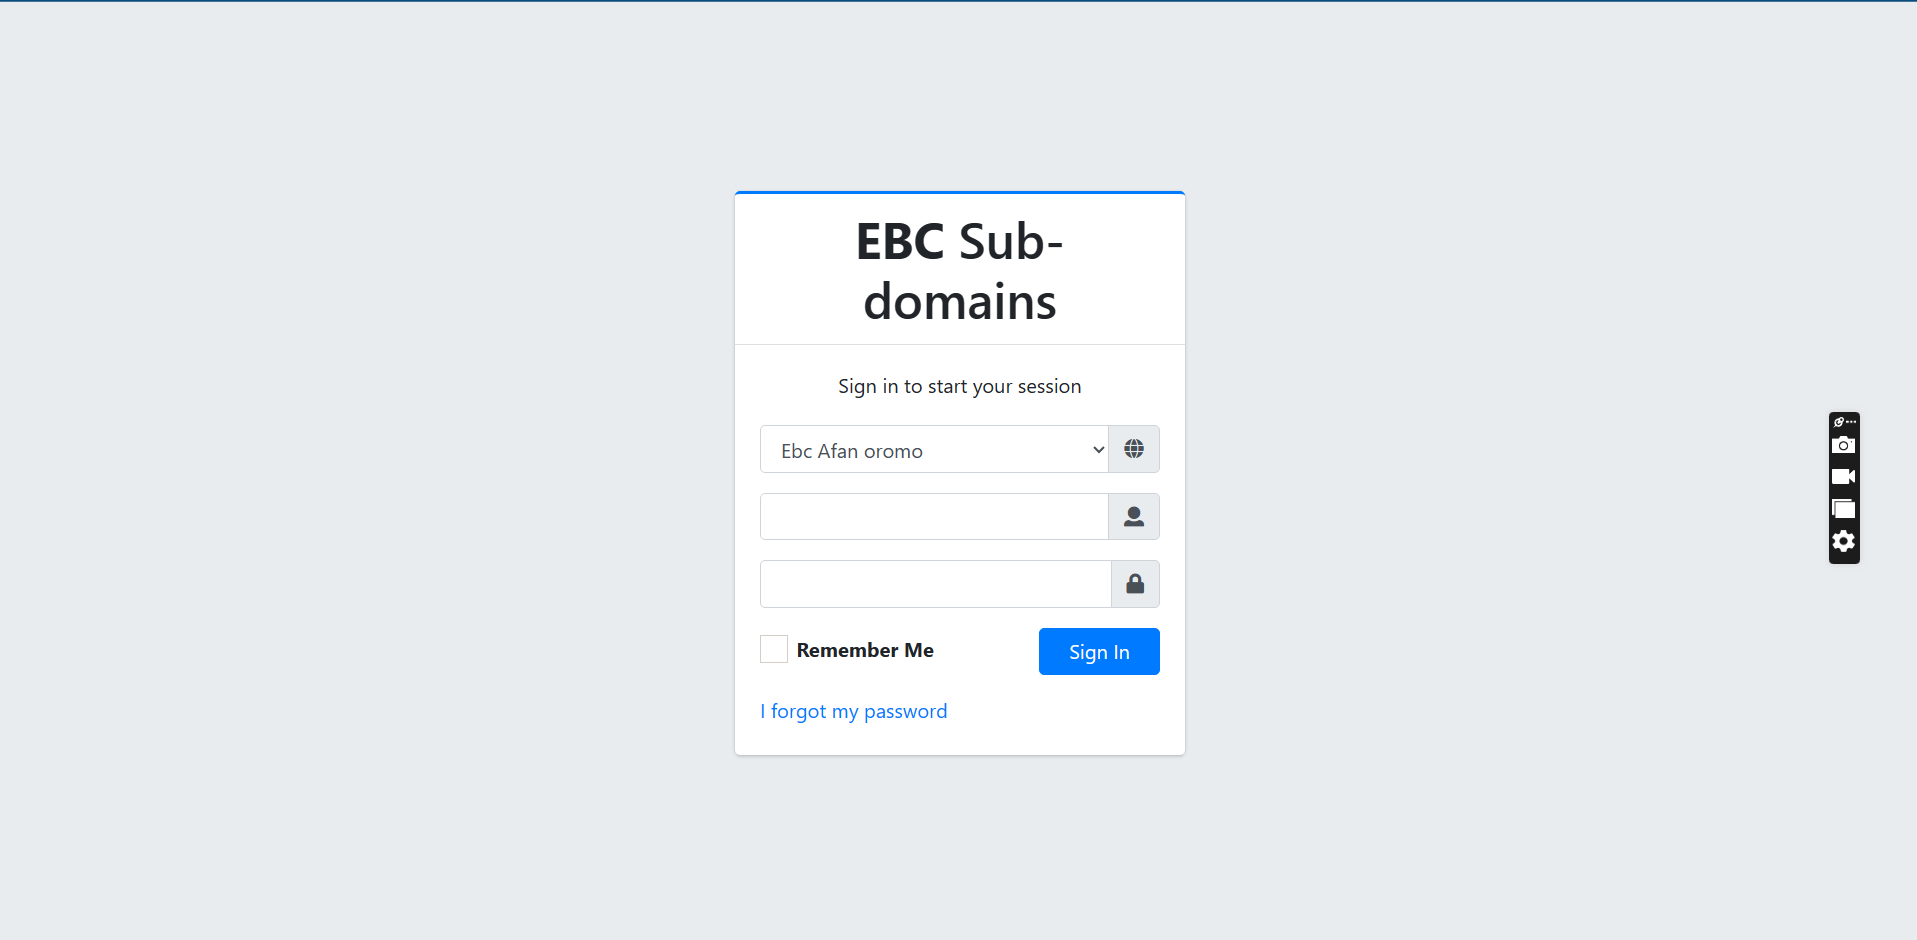 EBC Sub-
domains
Sign in to start your session
Ebc Afan oromo
Remember Me
Sign In
I forgot my password